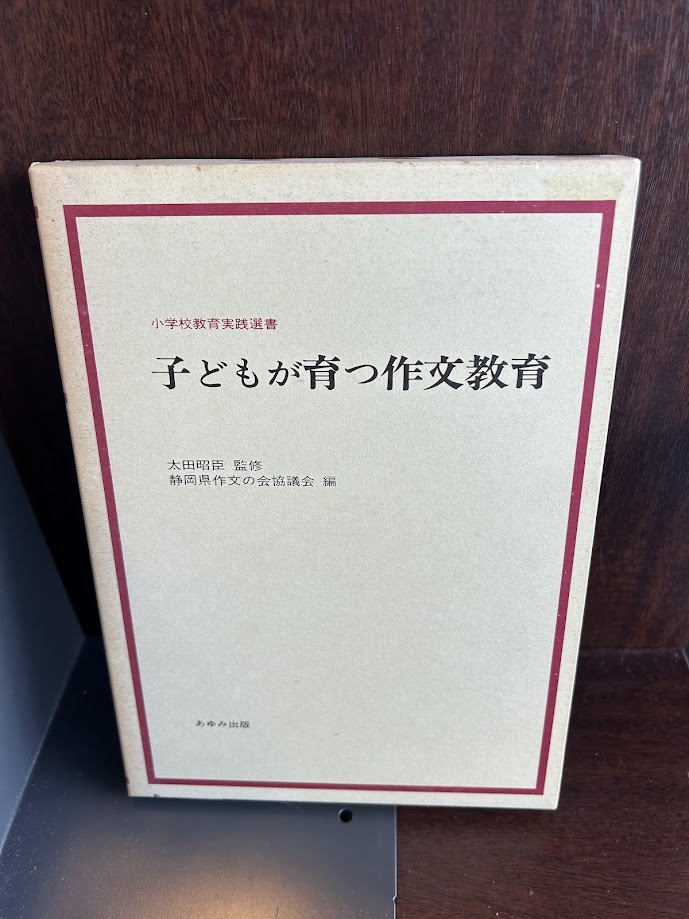 小学校教育実践選書
子どもが育つ作文教育
太田昭臣 監修
静岡県作文の会協議会 編
あゆみ出版